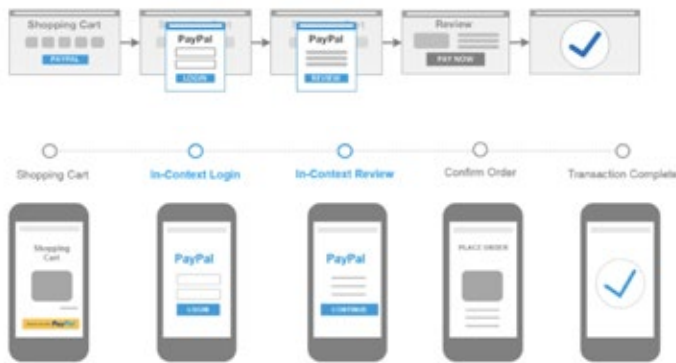 Shopping Cart
PAYPAL
PayPal
LOGIN
PayPal
REVIEW
Review
PAY NOW
Shopping Cart
In-Context Login
In-Context Review
Confirm Order
Transaction Complete
Shopping
Cart
PayPal
PayPal
LOGIN
PayPal
CONTINUE
PLACE ORDER